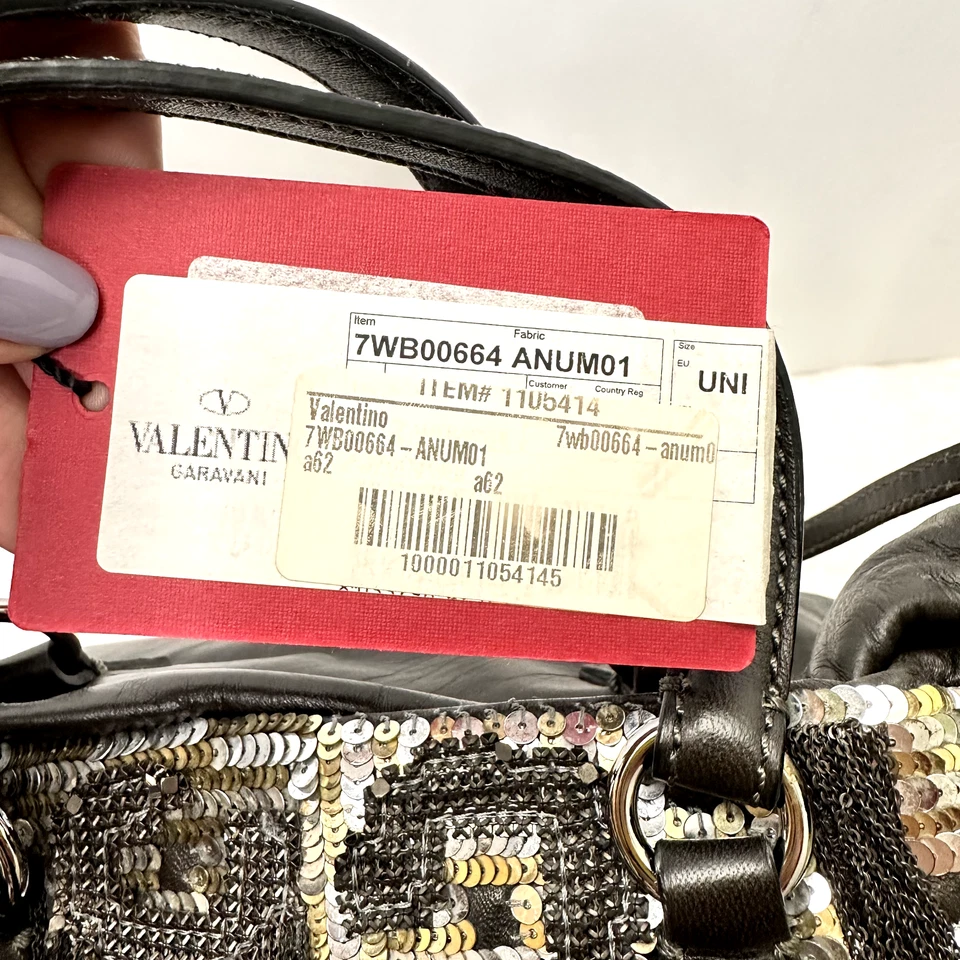 Item
Fabric
7WB00664 ANUM01
Size
EU
UNI
Customer
Country Reg
ITEM# 1105414
VALENTIN
GARAVANI
Valentino
7WB00664-ANUM01
7wb00664-anum0
a62
a62
1000011054145